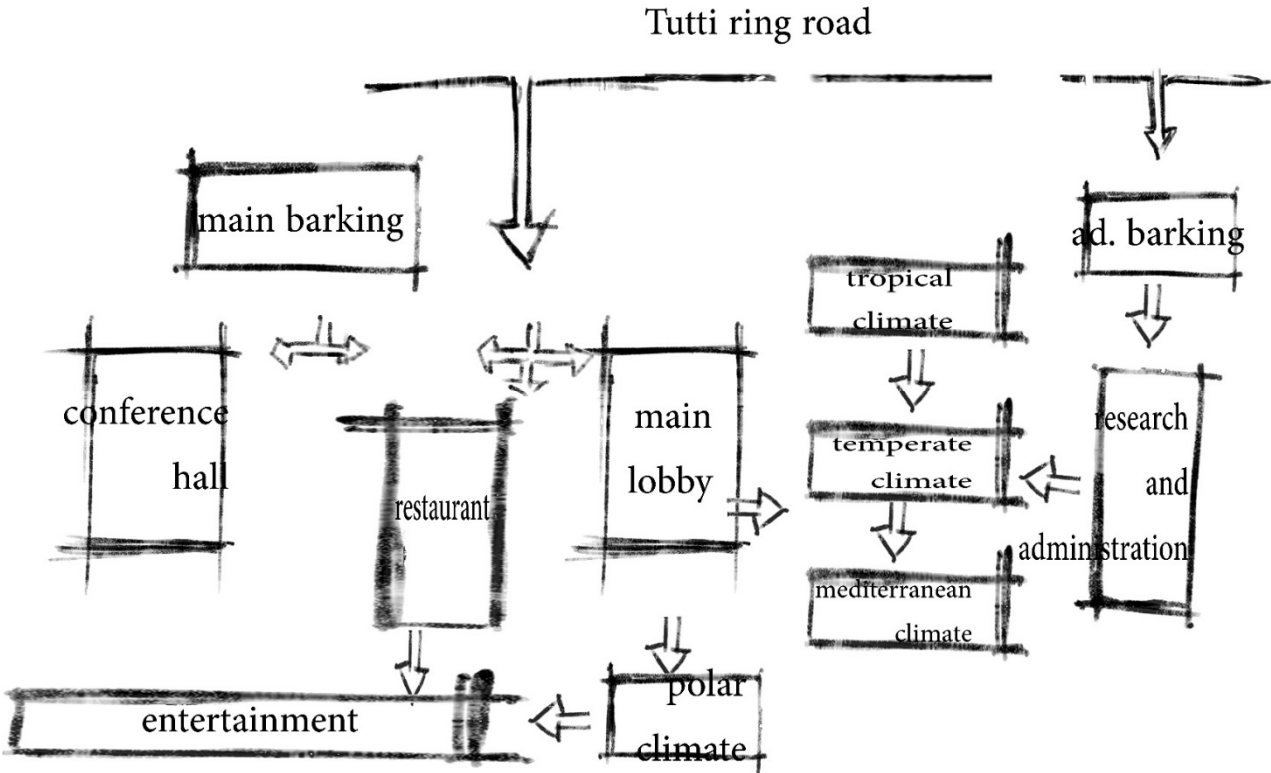 Tutti ring road
main barking
ad. barking
tropical
climate
conference
hall
restaurant
main
lobby
temperate
climate
research
and
administration
mediterranean
climate
entertainment
polar
climate